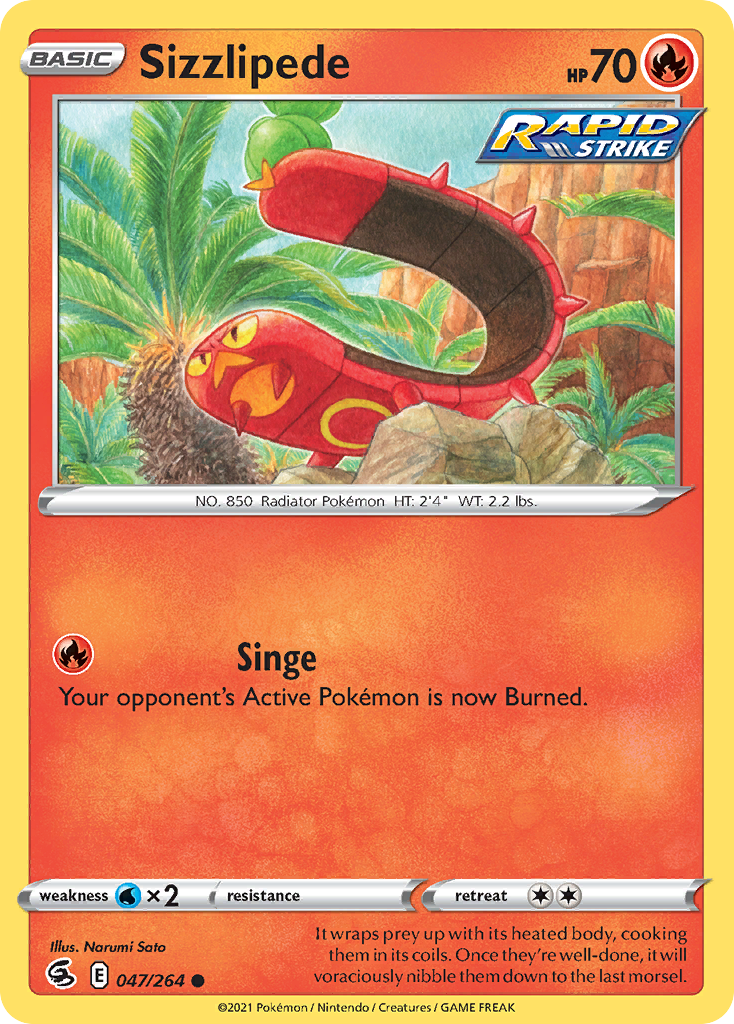 BASIC Sizzlipede HP70
RAPID
STRIKE
NO. 850 Radiator Pokémon HT: 2'4" WT: 2.2 lbs.
Singe
Your opponent's Active Pokémon is now Burned.
weakness ×2 resistance retreat
Illus. Narumi Sato
It wraps prey up with its heated body, cooking
them in its coils. Once they're well-done, it will
voraciously nibble them down to the last morsel.
E 047/264
©2021 Pokémon / Nintendo / Creatures / GAME FREAK